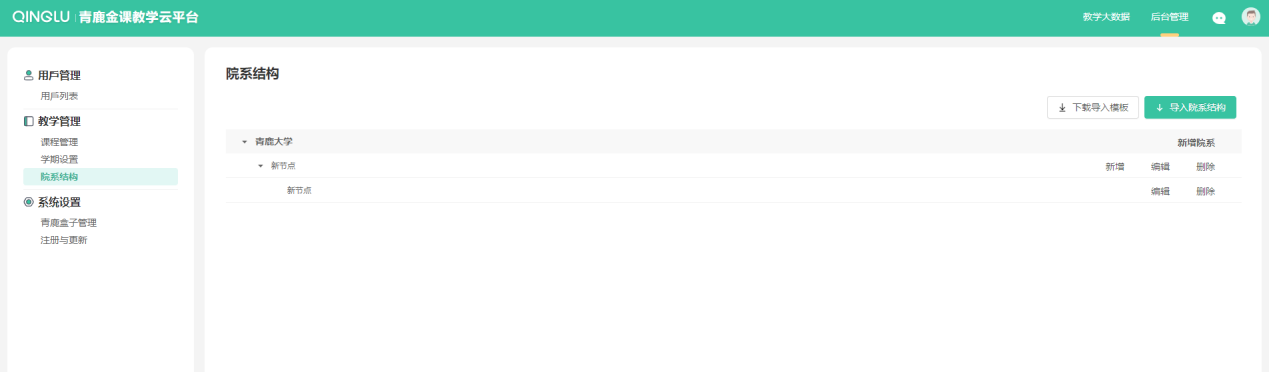 QINGLU 青鹿金课教学云平台
教学大数据 后台管理
用户管理
用户列表
教学管理
课程管理
学期设置
院系结构
系统设置
青鹿盒子管理
注册与更新
院系结构
下载导入模板 导入院系结构
青鹿大学 新增院系
新节点 新增 编辑 删除
新节点 编辑 删除